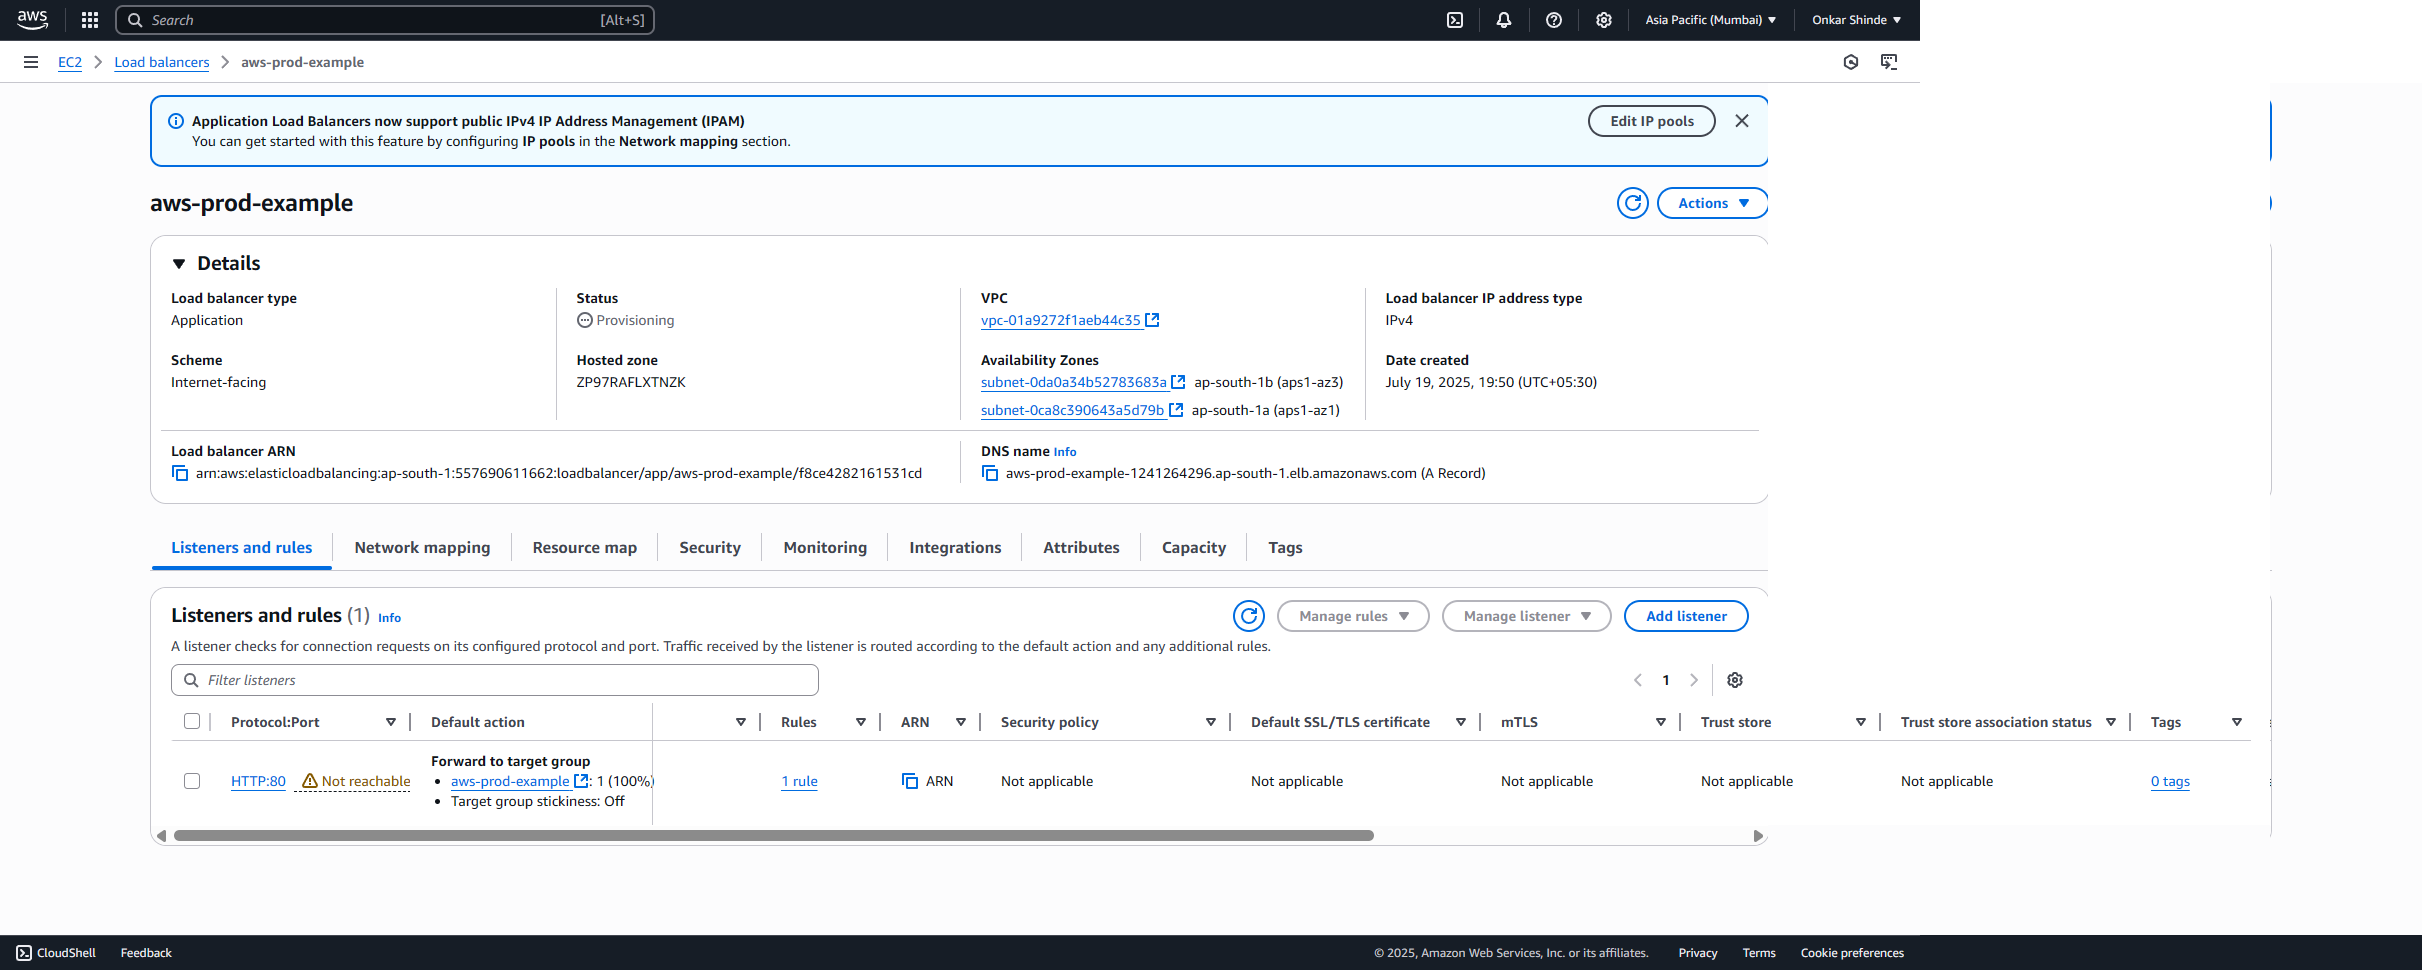 aws
Search [Alt+S]
Asia Pacific (Mumbai)
Onkar Shinde
EC2 > Load balancers > aws-prod-example
Application Load Balancers now support public IPv4 IP Address Management (IPAM)
You can get started with this feature by configuring IP pools in the Network mapping section.
Edit IP pools
aws-prod-example
Actions
Details
Load balancer type
Application
Status
Provisioning
VPC
vpc-01a9272f1aeb44c35
Load balancer IP address type
IPv4
Scheme
Internet-facing
Hosted zone
ZP97RAFLXTNZK
Availability Zones
subnet-0da0a34b52783683a ap-south-1b (aps1-az3)
subnet-0ca8c390643a5d79b ap-south-1a (aps1-az1)
Date created
July 19, 2025, 19:50 (UTC+05:30)
Load balancer ARN
arn:aws:elasticloadbalancing:ap-south-1:557690611662:loadbalancer/app/aws-prod-example/f8ce4282161531cd
DNS name Info
aws-prod-example-1241264296.ap-south-1.elb.amazonaws.com (A Record)
Listeners and rules Network mapping Resource map Security Monitoring Integrations Attributes Capacity Tags
Listeners and rules (1) Info
Manage rules Manage listener Add listener
A listener checks for connection requests on its configured protocol and port. Traffic received by the listener is routed according to the default action and any additional rules.
Filter listeners
1
Protocol:Port Default action Rules ARN Security policy Default SSL/TLS certificate mTLS Trust store Trust store association status Tags
HTTP:80 Not reachable
Forward to target group
• aws-prod-example : 1 (100%)
• Target group stickiness: Off
1 rule ARN Not applicable Not applicable Not applicable Not applicable Not applicable 0 tags
CloudShell Feedback
© 2025, Amazon Web Services, Inc. or its affiliates. Privacy Terms Cookie preferences